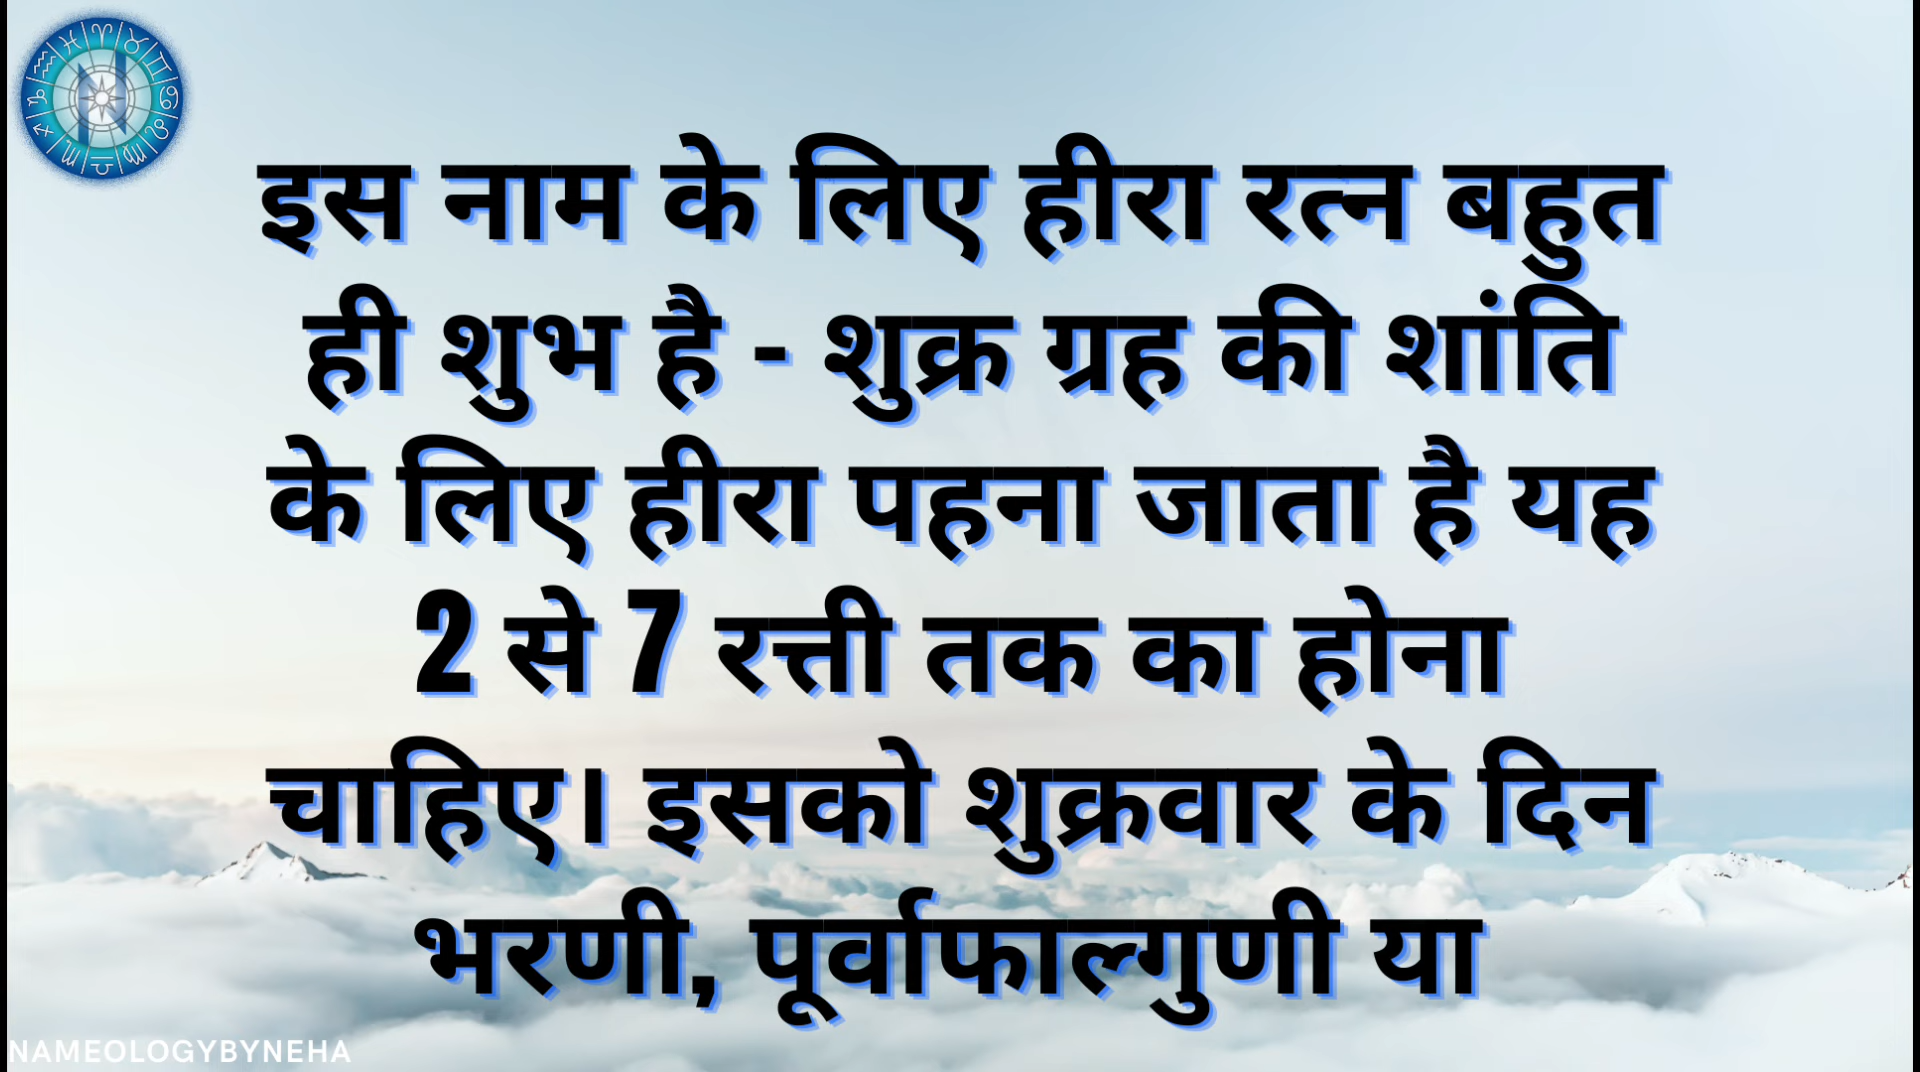 इस नाम के लिए हीरा रत्न बहुत
ही शुभ है - शुक्र ग्रह की शांति
के लिए हीरा पहना जाता है यह
2 से 7 रत्ती तक का होना
चाहिए। इसको शुक्रवार के दिन
भरणी, पूर्वाफाल्गुणी या
NAMEOLOGYBYNEHA